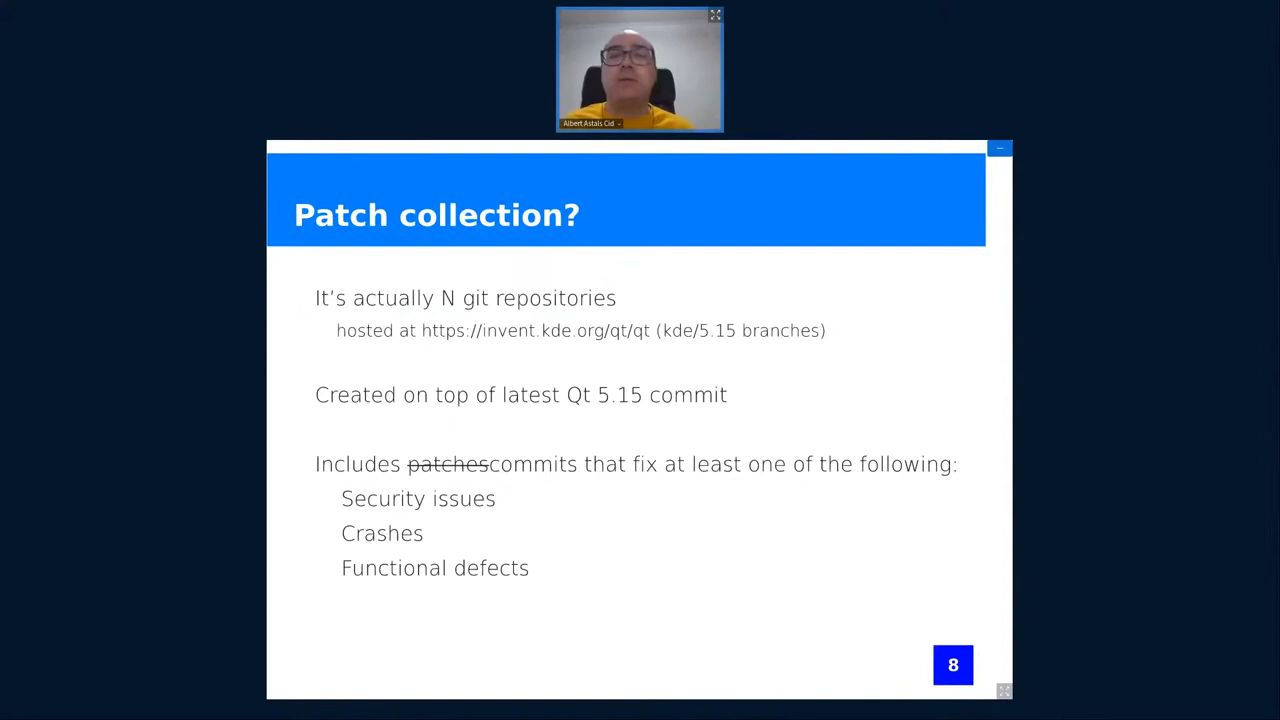 Albert Astals Cid
Patch collection?
It's actually N git repositories
hosted at https://invent.kde.org/qt/qt (kde/5.15 branches)
Created on top of latest Qt 5.15 commit
Includes patchescommits that fix at least one of the following:
Security issues
Crashes
Functional defects
8